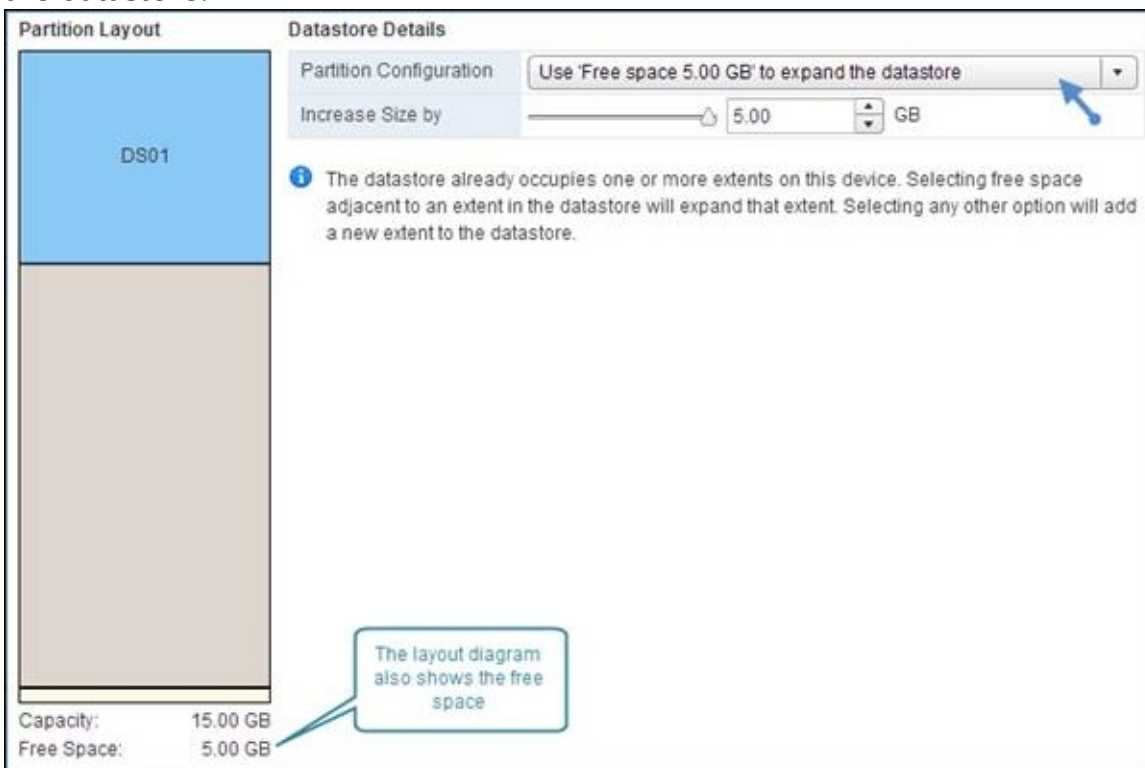 Partition Layout
Datastore Details
Partition Configuration
Use 'Free space 5.00 GB' to expand the datastore
Increase Size by
5.00
GB
DS01
The datastore already occupies one or more extents on this device. Selecting free space
adjacent to an extent in the datastore will expand that extent. Selecting any other option will add
a new extent to the datastore.
The layout diagram
also shows the free
space
Capacity: 15.00 GB
Free Space: 5.00 GB